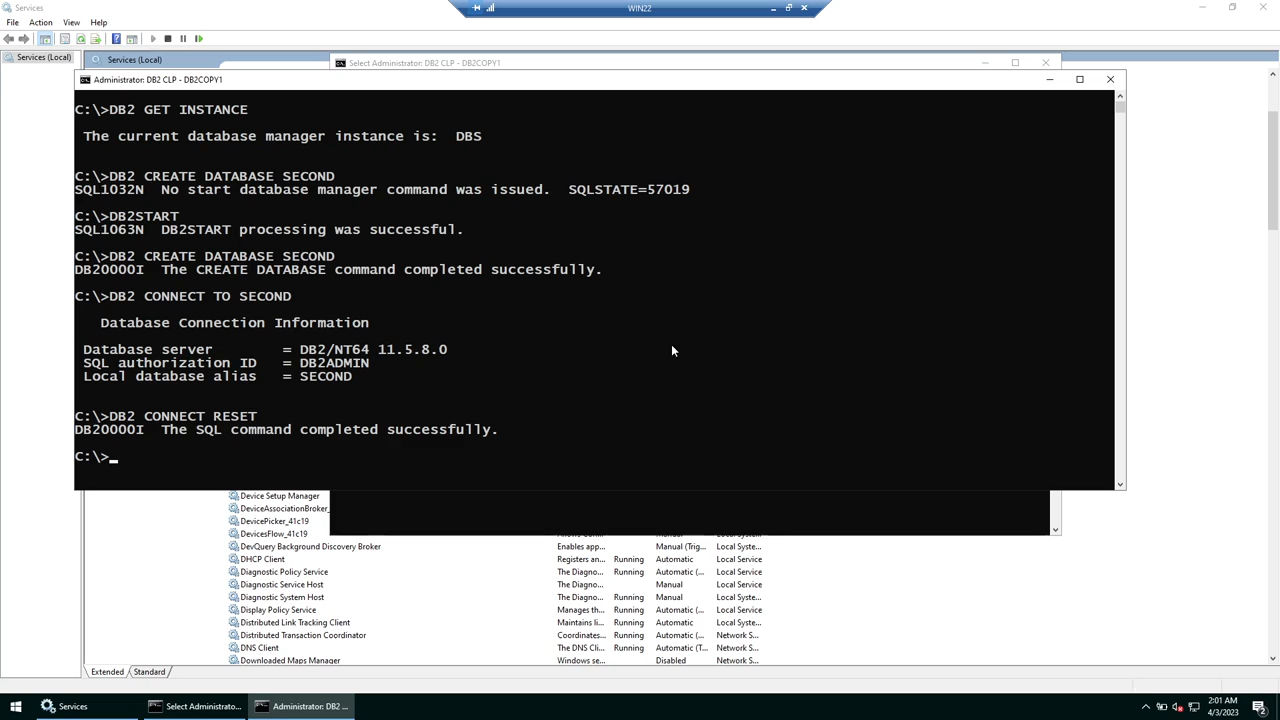 Services
WIN22
File Action View Help
Services (Local)
Services (Local)
Select Administrator: DB2 CLP - DB2COPY1
Administrator: DB2 CLP - DB2COPY1
C:\>DB2 GET INSTANCE
The current database manager instance is:  DBS
C:\>DB2 CREATE DATABASE SECOND
SQL1032N  No start database manager command was issued.  SQLSTATE=57019
C:\>DB2START
SQL1063N  DB2START processing was successful.
C:\>DB2 CREATE DATABASE SECOND
DB20000I  The CREATE DATABASE command completed successfully.
C:\>DB2 CONNECT TO SECOND
Database Connection Information
Database server        = DB2/NT64 11.5.8.0
SQL authorization ID   = DB2ADMIN
Local database alias   = SECOND
C:\>DB2 CONNECT RESET
DB20000I  The SQL command completed successfully.
C:\>_
Device Setup Manager
DeviceAssociationBroker_
DevicePicker_41c19
DevicesFlow_41c19
DevQuery Background Discovery Broker Enables app... Manual (Trig... Local Syste...
DHCP Client Registers an... Running Automatic Local Service
Diagnostic Policy Service The Diagno... Running Automatic (... Local Service
Diagnostic Service Host The Diagno... Manual Local Service
Diagnostic System Host The Diagno... Running Manual Local Syste...
Display Policy Service Manages th... Running Automatic (... Local Service
Distributed Link Tracking Client Maintains li... Running Automatic Local Syste...
Distributed Transaction Coordinator Coordinates... Running Automatic (... Network S...
DNS Client The DNS Cli... Running Automatic (T... Network S...
Downloaded Maps Manager Windows se... Disabled Network S...
Extended Standard
Services
Select Administrato...
Administrator: DB2 ...
2:01 AM
4/3/2023
2